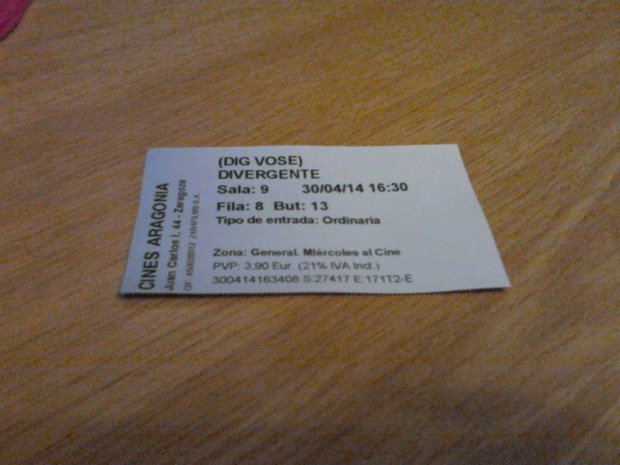 CINES ARAGONIA
Juan Carlos I, 44 - Zaragoza
ZARAFILMS S.A.
(DIG VOSE)
DIVERGENTE
Sala: 9 30/04/14 16:30
Fila: 8 But: 13
Tipo de entrada: Ordinaria
Zona: General. Miércoles al Cine
PVP: 3,90 Eur. (21% IVA Incl.)
300414163408 S:27417 E:171T2-E